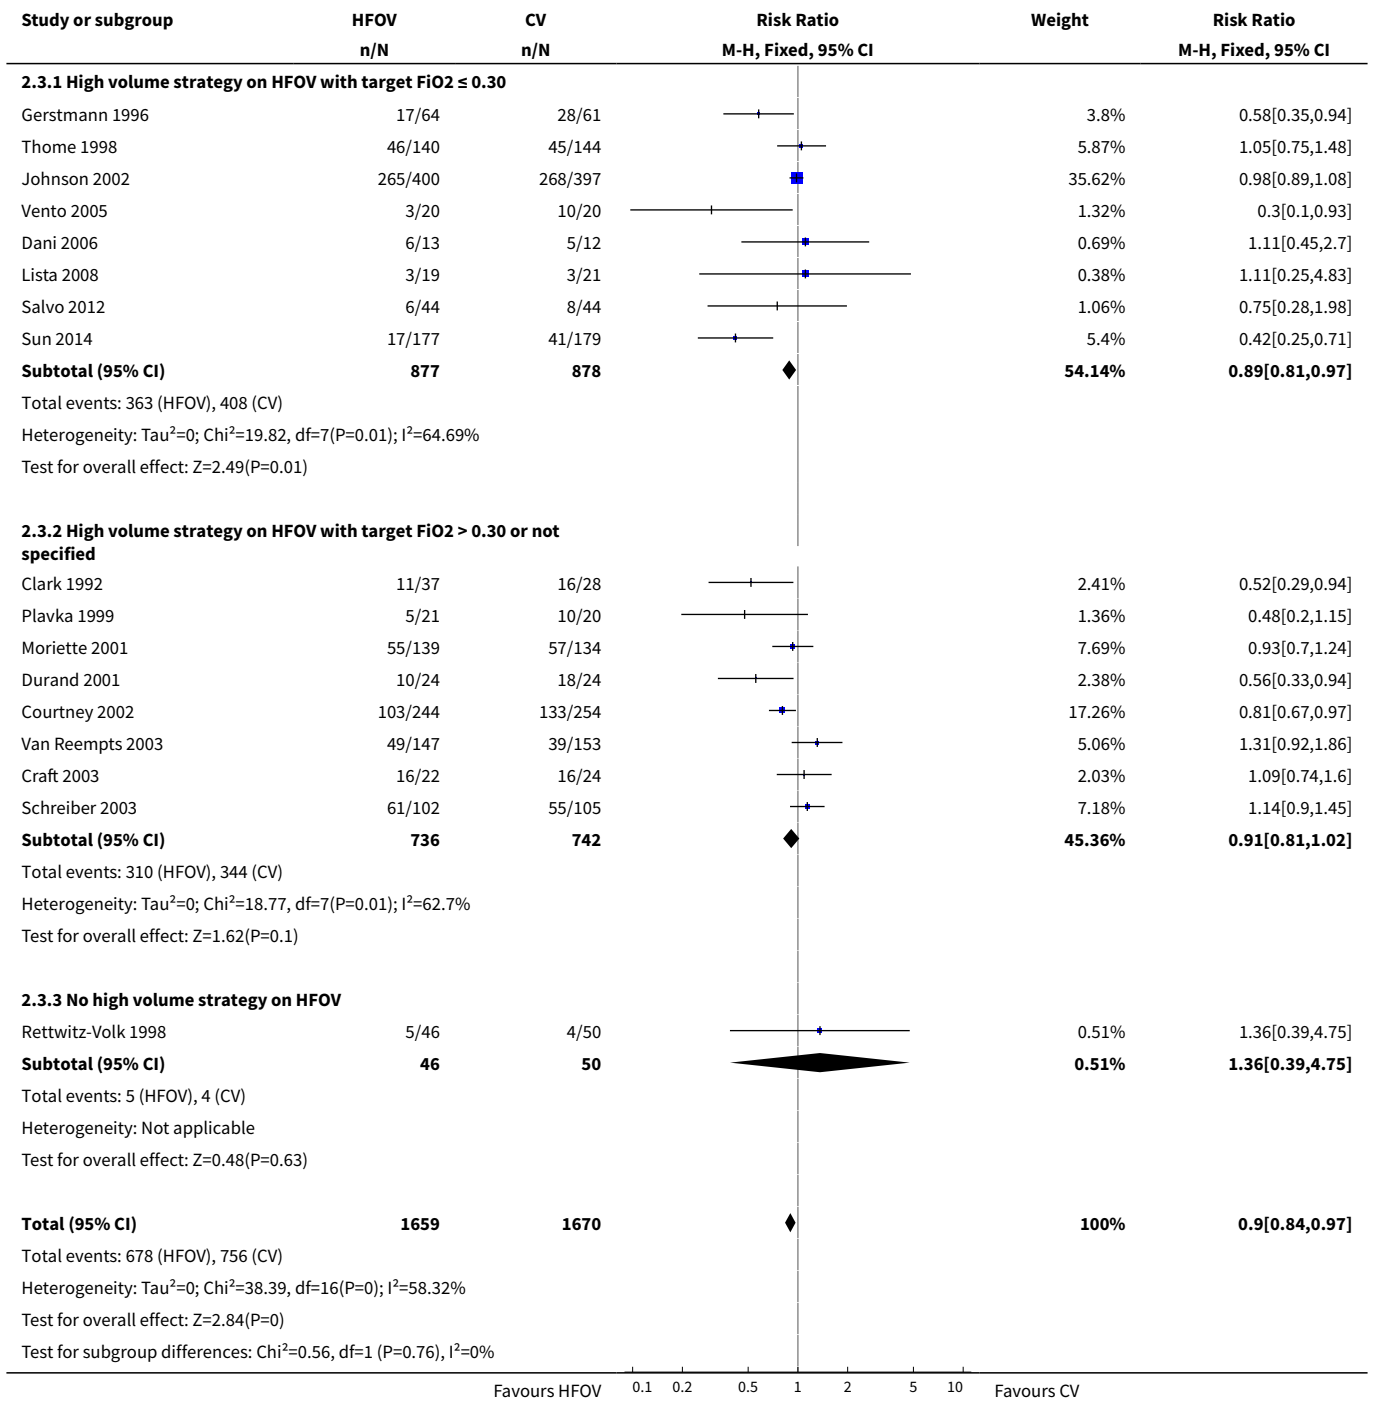 Study or subgroup HFOV CV Risk Ratio Weight Risk Ratio
n/N n/N M-H, Fixed, 95% CI M-H, Fixed, 95% CI
2.3.1 High volume strategy on HFOV with target FiO2 ≤ 0.30
Gerstmann 1996 17/64 28/61 3.8% 0.58[0.35,0.94]
Thome 1998 46/140 45/144 5.87% 1.05[0.75,1.48]
Johnson 2002 265/400 268/397 35.62% 0.98[0.89,1.08]
Vento 2005 3/20 10/20 1.32% 0.3[0.1,0.93]
Dani 2006 6/13 5/12 0.69% 1.11[0.45,2.7]
Lista 2008 3/19 3/21 0.38% 1.11[0.25,4.83]
Salvo 2012 6/44 8/44 1.06% 0.75[0.28,1.98]
Sun 2014 17/177 41/179 5.4% 0.42[0.25,0.71]
Subtotal (95% CI) 877 878 54.14% 0.89[0.81,0.97]
Total events: 363 (HFOV), 408 (CV)
Heterogeneity: Tau²=0; Chi²=19.82, df=7(P=0.01); I²=64.69%
Test for overall effect: Z=2.49(P=0.01)
2.3.2 High volume strategy on HFOV with target FiO2 > 0.30 or not
specified
Clark 1992 11/37 16/28 2.41% 0.52[0.29,0.94]
Plavka 1999 5/21 10/20 1.36% 0.48[0.2,1.15]
Moriette 2001 55/139 57/134 7.69% 0.93[0.7,1.24]
Durand 2001 10/24 18/24 2.38% 0.56[0.33,0.94]
Courtney 2002 103/244 133/254 17.26% 0.81[0.67,0.97]
Van Reempts 2003 49/147 39/153 5.06% 1.31[0.92,1.86]
Craft 2003 16/22 16/24 2.03% 1.09[0.74,1.6]
Schreiber 2003 61/102 55/105 7.18% 1.14[0.9,1.45]
Subtotal (95% CI) 736 742 45.36% 0.91[0.81,1.02]
Total events: 310 (HFOV), 344 (CV)
Heterogeneity: Tau²=0; Chi²=18.77, df=7(P=0.01); I²=62.7%
Test for overall effect: Z=1.62(P=0.1)
2.3.3 No high volume strategy on HFOV
Rettwitz-Volk 1998 5/46 4/50 0.51% 1.36[0.39,4.75]
Subtotal (95% CI) 46 50 0.51% 1.36[0.39,4.75]
Total events: 5 (HFOV), 4 (CV)
Heterogeneity: Not applicable
Test for overall effect: Z=0.48(P=0.63)
Total (95% CI) 1659 1670 100% 0.9[0.84,0.97]
Total events: 678 (HFOV), 756 (CV)
Heterogeneity: Tau²=0; Chi²=38.39, df=16(P=0); I²=58.32%
Test for overall effect: Z=2.84(P=0)
Test for subgroup differences: Chi²=0.56, df=1 (P=0.76), I²=0%
Favours HFOV 0.1 0.2 0.5 1 2 5 10 Favours CV